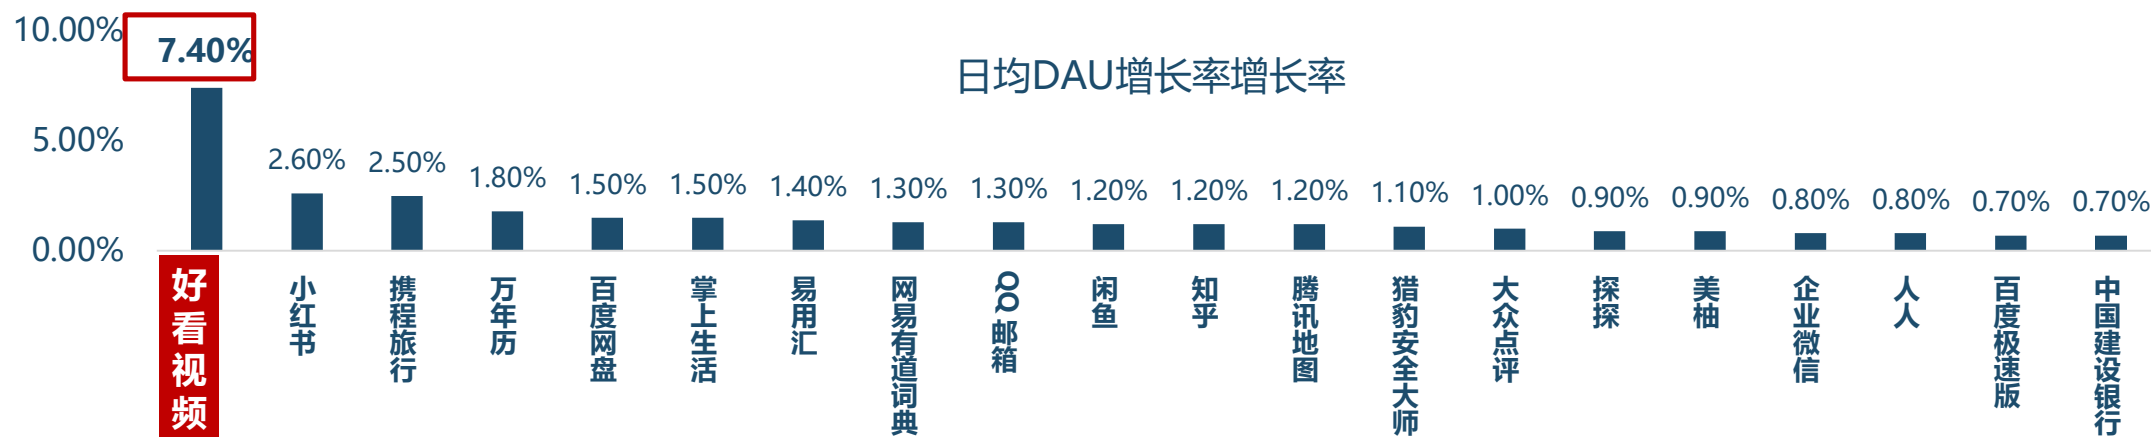 日均DAU增长率增长率
10.00%
5.00%
0.00%
7.40%
2.60%
2.50%
1.80%
1.50%
1.50%
1.40%
1.30%
1.30%
1.20%
1.20%
1.20%
1.10%
1.00%
0.90%
0.90%
0.80%
0.80%
0.70%
0.70%
好看视频
小红书
携程旅行
万年历
百度网盘
掌上生活
易用汇
网易有道词典
QQ邮箱
闲鱼
知乎
腾讯地图
猎豹安全大师
大众点评
探探
美柚
企业微信
人人
百度极速版
中国建设银行